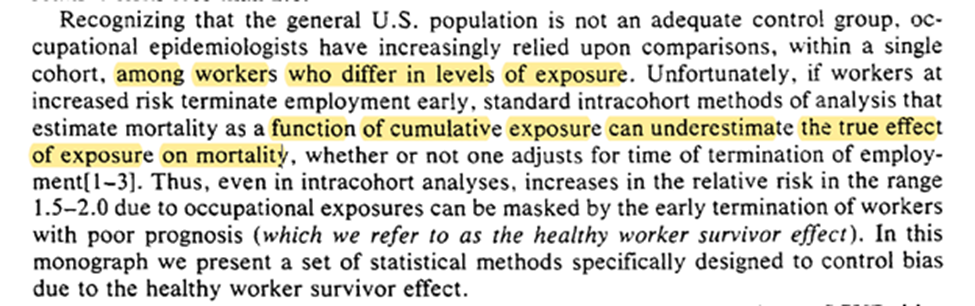 Recognizing that the general U.S. population is not an adequate control group, oc-
cupational epidemiologists have increasingly relied upon comparisons, within a single
cohort, among workers who differ in levels of exposure. Unfortunately, if workers at
increased risk terminate employment early, standard intracohort methods of analysis that
estimate mortality as a function of cumulative exposure can underestimate the true effect
of exposure on mortality, whether or not one adjusts for time of termination of employ-
ment[1–3]. Thus, even in intracohort analyses, increases in the relative risk in the range
1.5–2.0 due to occupational exposures can be masked by the early termination of workers
with poor prognosis (which we refer to as the healthy worker survivor effect). In this
monograph we present a set of statistical methods specifically designed to control bias
due to the healthy worker survivor effect.